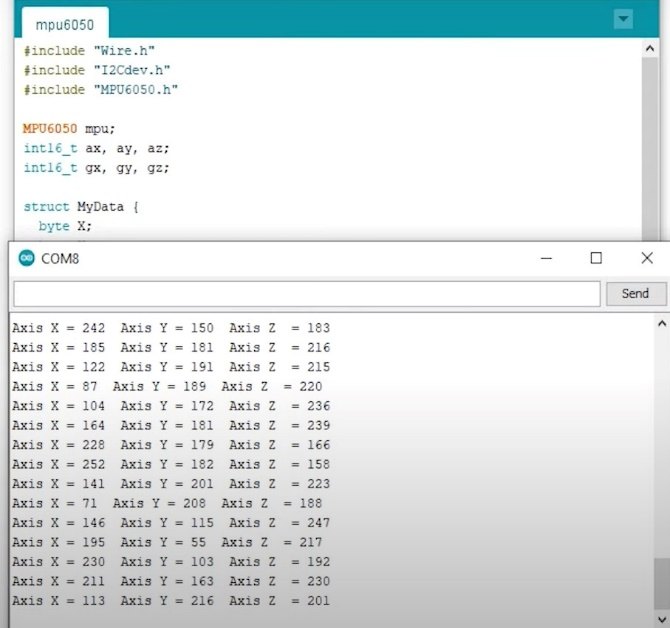 mpu6050
#include "Wire.h"
#include "I2Cdev.h"
#include "MPU6050.h"
MPU6050 mpu;
int16_t ax, ay, az;
int16_t gx, gy, gz;
struct MyData {
byte X;
COM8
Send
Axis X = 242  Axis Y = 150  Axis Z  = 183
Axis X = 185  Axis Y = 181  Axis Z  = 216
Axis X = 122  Axis Y = 191  Axis Z  = 215
Axis X = 87  Axis Y = 189  Axis Z  = 220
Axis X = 104  Axis Y = 172  Axis Z  = 236
Axis X = 164  Axis Y = 181  Axis Z  = 239
Axis X = 228  Axis Y = 179  Axis Z  = 166
Axis X = 252  Axis Y = 182  Axis Z  = 158
Axis X = 141  Axis Y = 201  Axis Z  = 223
Axis X = 71  Axis Y = 208  Axis Z  = 188
Axis X = 146  Axis Y = 115  Axis Z  = 247
Axis X = 195  Axis Y = 55  Axis Z  = 217
Axis X = 230  Axis Y = 103  Axis Z  = 192
Axis X = 211  Axis Y = 163  Axis Z  = 230
Axis X = 113  Axis Y = 216  Axis Z  = 201